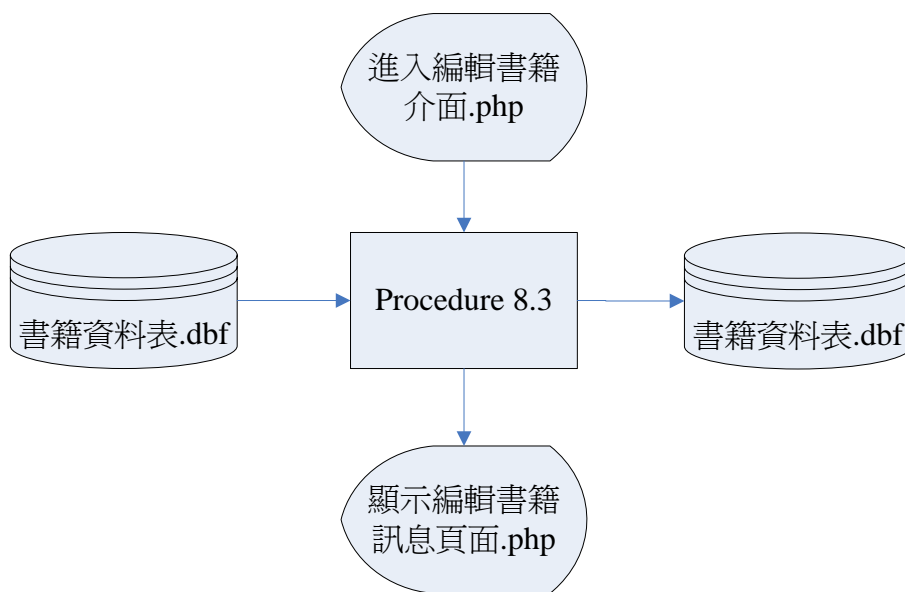 進入編輯書籍
介面.php
書籍資料表.dbf
Procedure 8.3
書籍資料表.dbf
顯示編輯書籍
訊息頁面.php